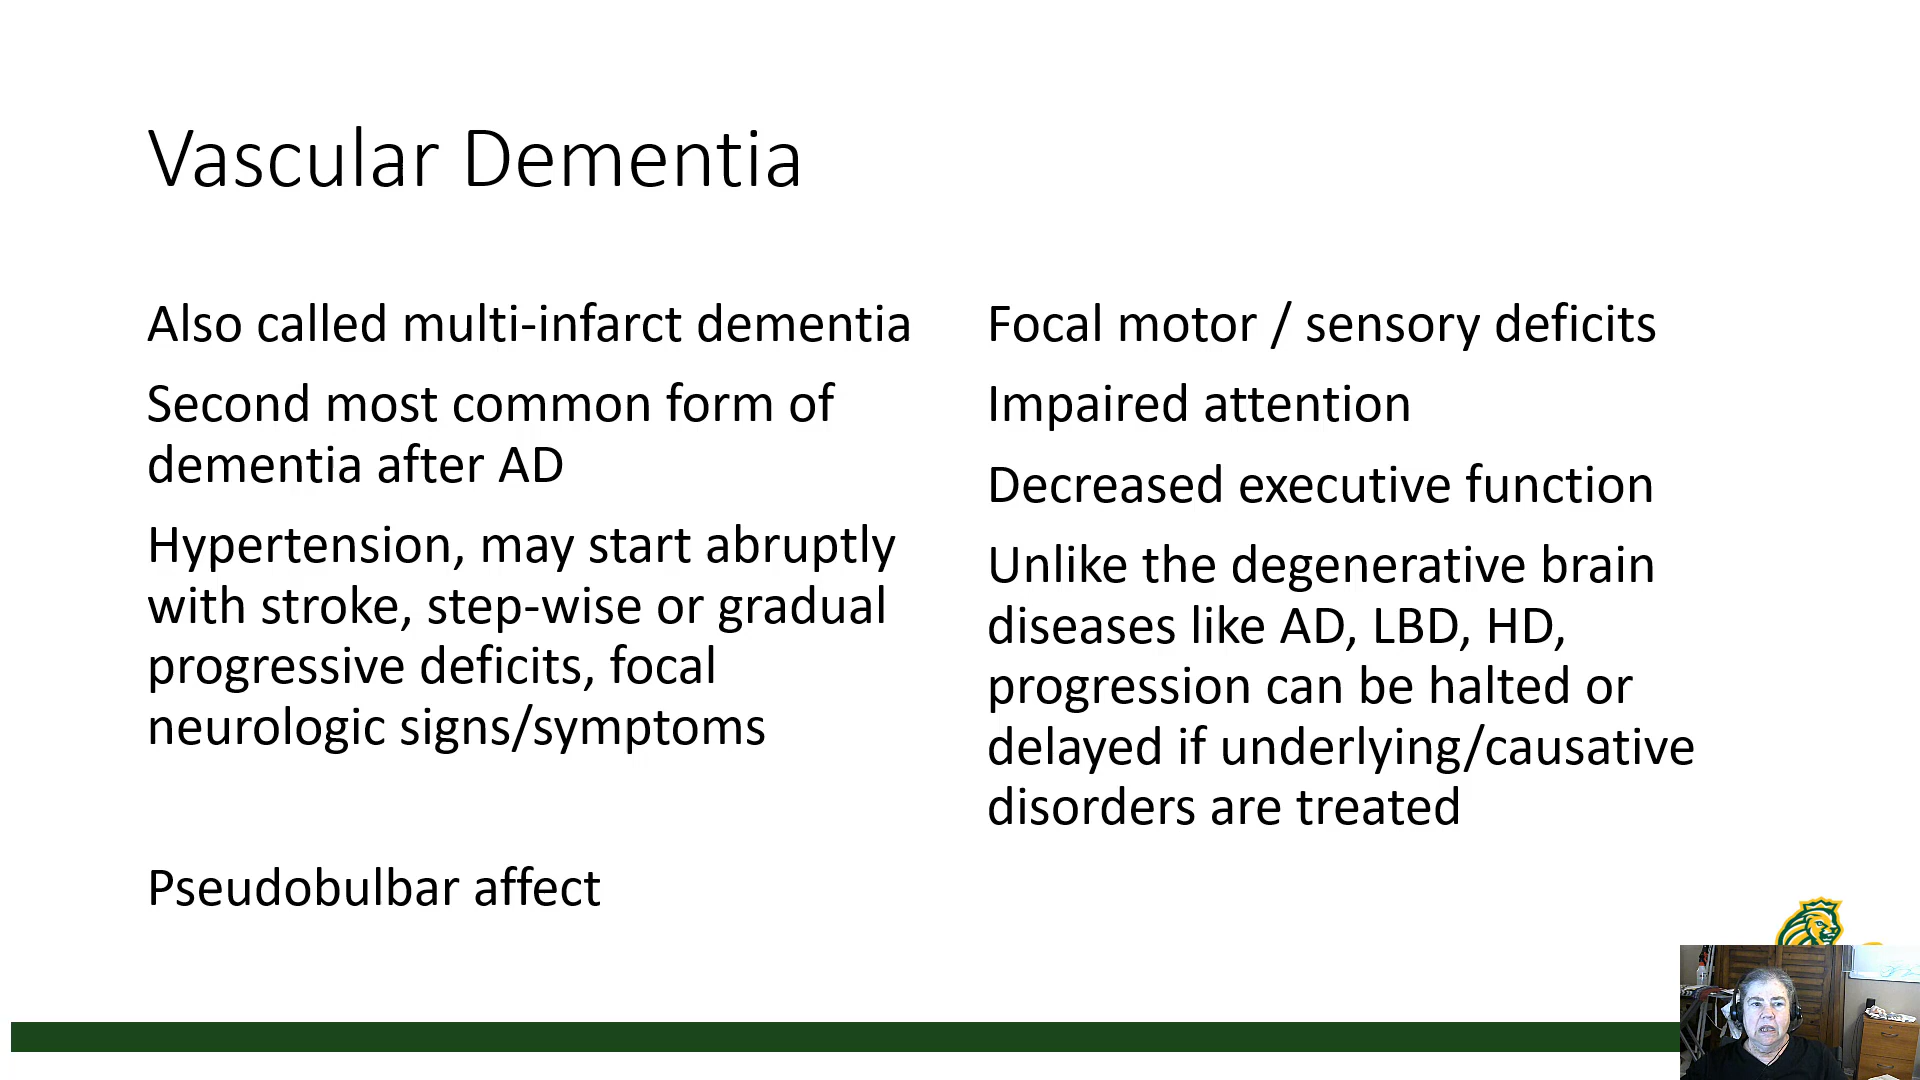 Vascular Dementia
Also called multi-infarct dementia
Second most common form of
dementia after AD
Hypertension, may start abruptly
with stroke, step-wise or gradual
progressive deficits, focal
neurologic signs/symptoms
Pseudobulbar affect
Focal motor / sensory deficits
Impaired attention
Decreased executive function
Unlike the degenerative brain
diseases like AD, LBD, HD,
progression can be halted or
delayed if underlying/causative
disorders are treated